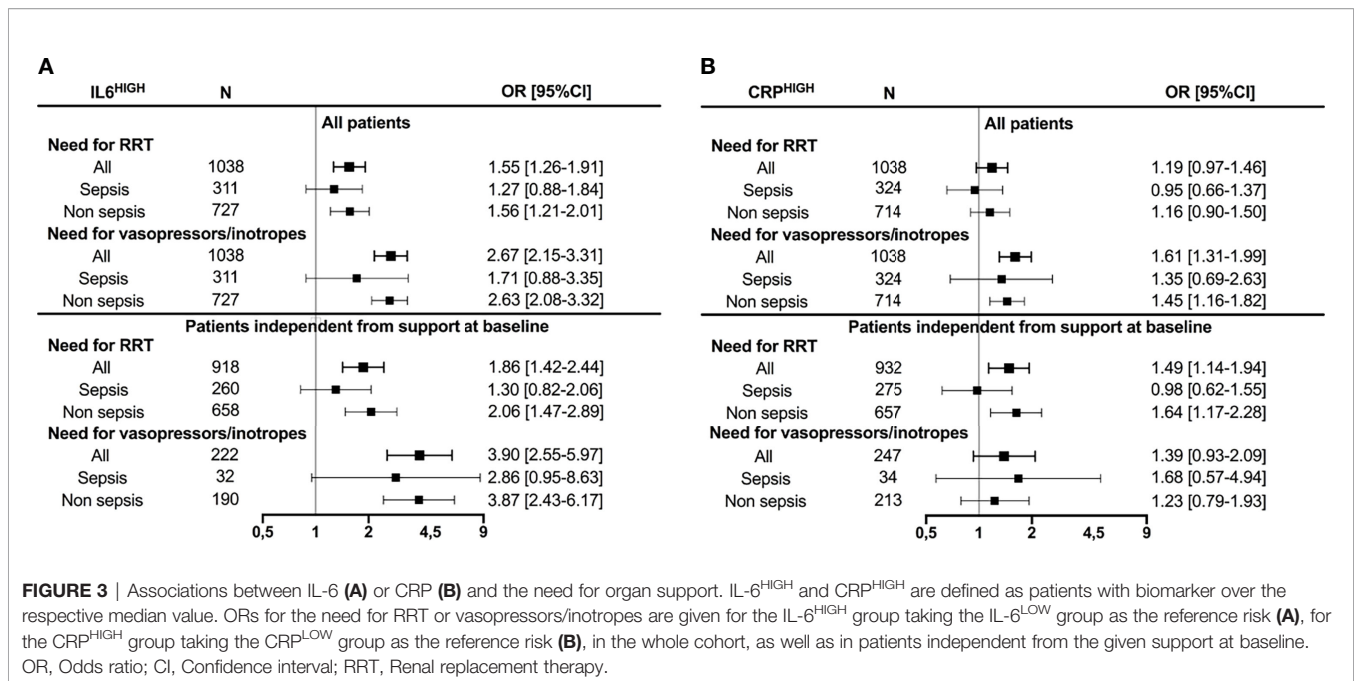 A
IL6HIGH N OR [95%CI]
All patients
Need for RRT
All 1038 1.55 [1.26-1.91]
Sepsis 311 1.27 [0.88-1.84]
Non sepsis 727 1.56 [1.21-2.01]
Need for vasopressors/inotropes
All 1038 2.67 [2.15-3.31]
Sepsis 311 1.71 [0.88-3.35]
Non sepsis 727 2.63 [2.08-3.32]
Patients independent from support at baseline
Need for RRT
All 918 1.86 [1.42-2.44]
Sepsis 260 1.30 [0.82-2.06]
Non sepsis 658 2.06 [1.47-2.89]
Need for vasopressors/inotropes
All 222 3.90 [2.55-5.97]
Sepsis 32 2.86 [0.95-8.63]
Non sepsis 190 3.87 [2.43-6.17]
0,5 1 2 4,5 9
B
CRPHIGH N OR [95%CI]
All patients
Need for RRT
All 1038 1.19 [0.97-1.46]
Sepsis 324 0.95 [0.66-1.37]
Non sepsis 714 1.16 [0.90-1.50]
Need for vasopressors/inotropes
All 1038 1.61 [1.31-1.99]
Sepsis 324 1.35 [0.69-2.63]
Non sepsis 714 1.45 [1.16-1.82]
Patients independent from support at baseline
Need for RRT
All 932 1.49 [1.14-1.94]
Sepsis 275 0.98 [0.62-1.55]
Non sepsis 657 1.64 [1.17-2.28]
Need for vasopressors/inotropes
All 247 1.39 [0.93-2.09]
Sepsis 34 1.68 [0.57-4.94]
Non sepsis 213 1.23 [0.79-1.93]
0,5 1 2 4,5 9
FIGURE 3 | Associations between IL-6 (A) or CRP (B) and the need for organ support. IL-6HIGH and CRPHIGH are defined as patients with biomarker over the
respective median value. ORs for the need for RRT or vasopressors/inotropes are given for the IL-6HIGH group taking the IL-6LOW group as the reference risk (A), for
the CRPHIGH group taking the CRPLOW group as the reference risk (B), in the whole cohort, as well as in patients independent from the given support at baseline.
OR, Odds ratio; CI, Confidence interval; RRT, Renal replacement therapy.